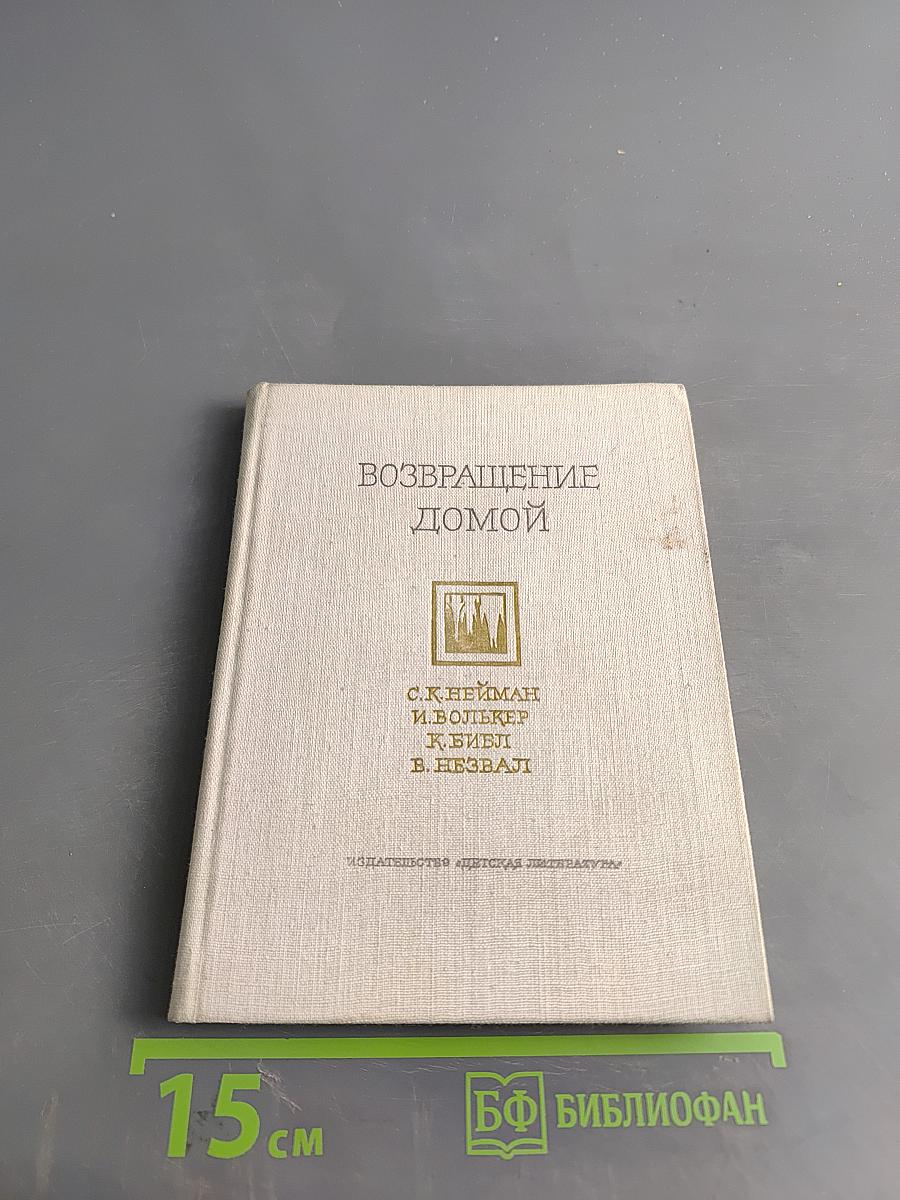 ВОЗВРАЩЕНИЕ
ДОМОЙ
С.К.НЕЙМАН
И.ВОЛЬКЕР
К.БИБЛ
В.НЕЗВАЛ
ИЗДАТЕЛЬСТВО «ДЕТСКАЯ ЛИТЕРАТУРА»
15 см
БФ БИБЛИОФАН